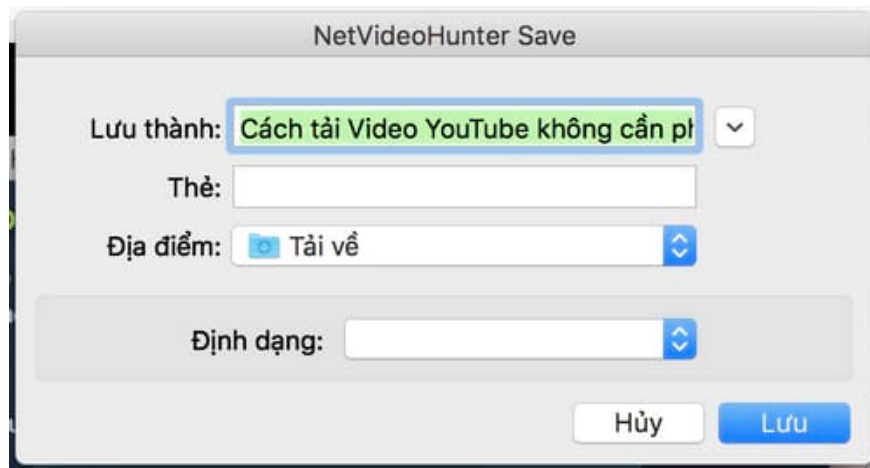 NetVideoHunter Save
Lưu thành: Cách tải Video YouTube không cần
Thẻ:
Địa điểm: Tải về
Định dạng:
Hủy Lưu